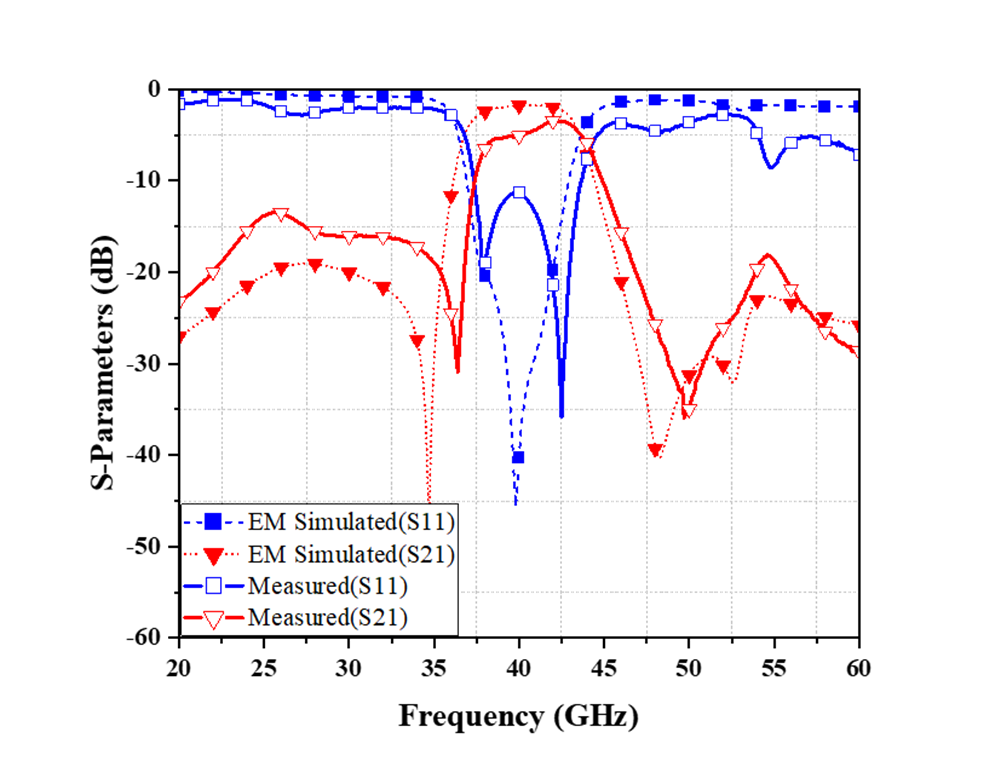 0
-10
-20
-30
-40
-50
-60
S-Parameters (dB)
EM Simulated(S11)
EM Simulated(S21)
Measured(S11)
Measured(S21)
20 25 30 35 40 45 50 55 60
Frequency (GHz)